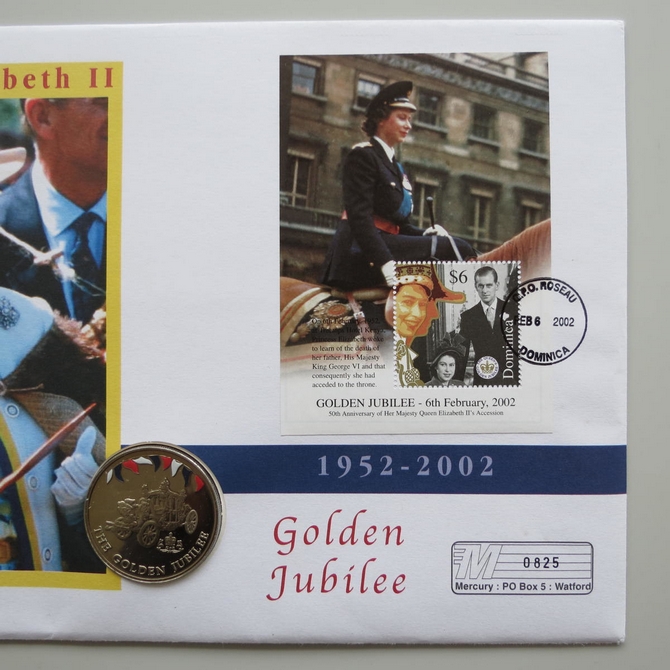 beth II
$6
Dominica
to learn of the death of
her father, His Majesty
King George VI and that
consequently she had
acceded to the throne
GOLDEN JUBILEE - 6th February, 2002
50th Anniversary of Her Majesty Queen Elizabeth II's Accession
G.P.O. ROSEAU
FEB 6 2002
DOMINICA
1952-2002
THE GOLDEN JUBILEE
Golden
Jubilee
M 0825
Mercury : PO Box 5 : Watford